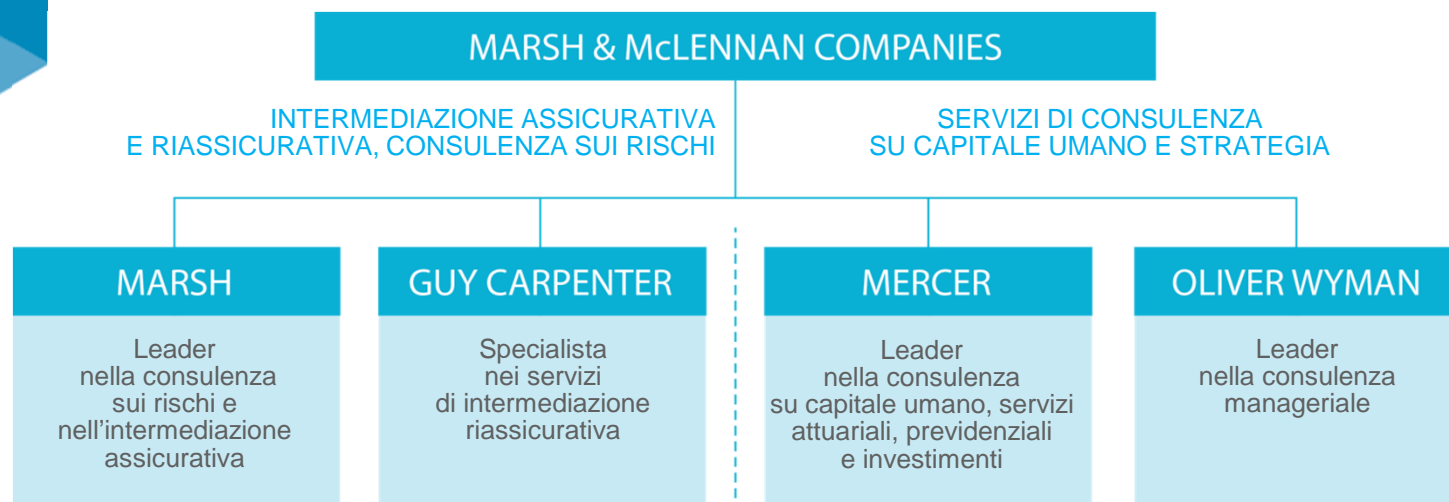 MARSH & McLENNAN COMPANIES
INTERMEDIAZIONE ASSICURATIVA
E RIASSICURATIVA, CONSULENZA SUI RISCHI
SERVIZI DI CONSULENZA
SU CAPITALE UMANO E STRATEGIA
MARSH
Leader
nella consulenza
sui rischi e
nell'intermediazione
assicurativa
GUY CARPENTER
Specialista
nei servizi
di intermediazione
riassicurativa
MERCER
Leader
nella consulenza
su capitale umano, servizi
attuariali, previdenziali
e investimenti
OLIVER WYMAN
Leader
nella consulenza
manageriale